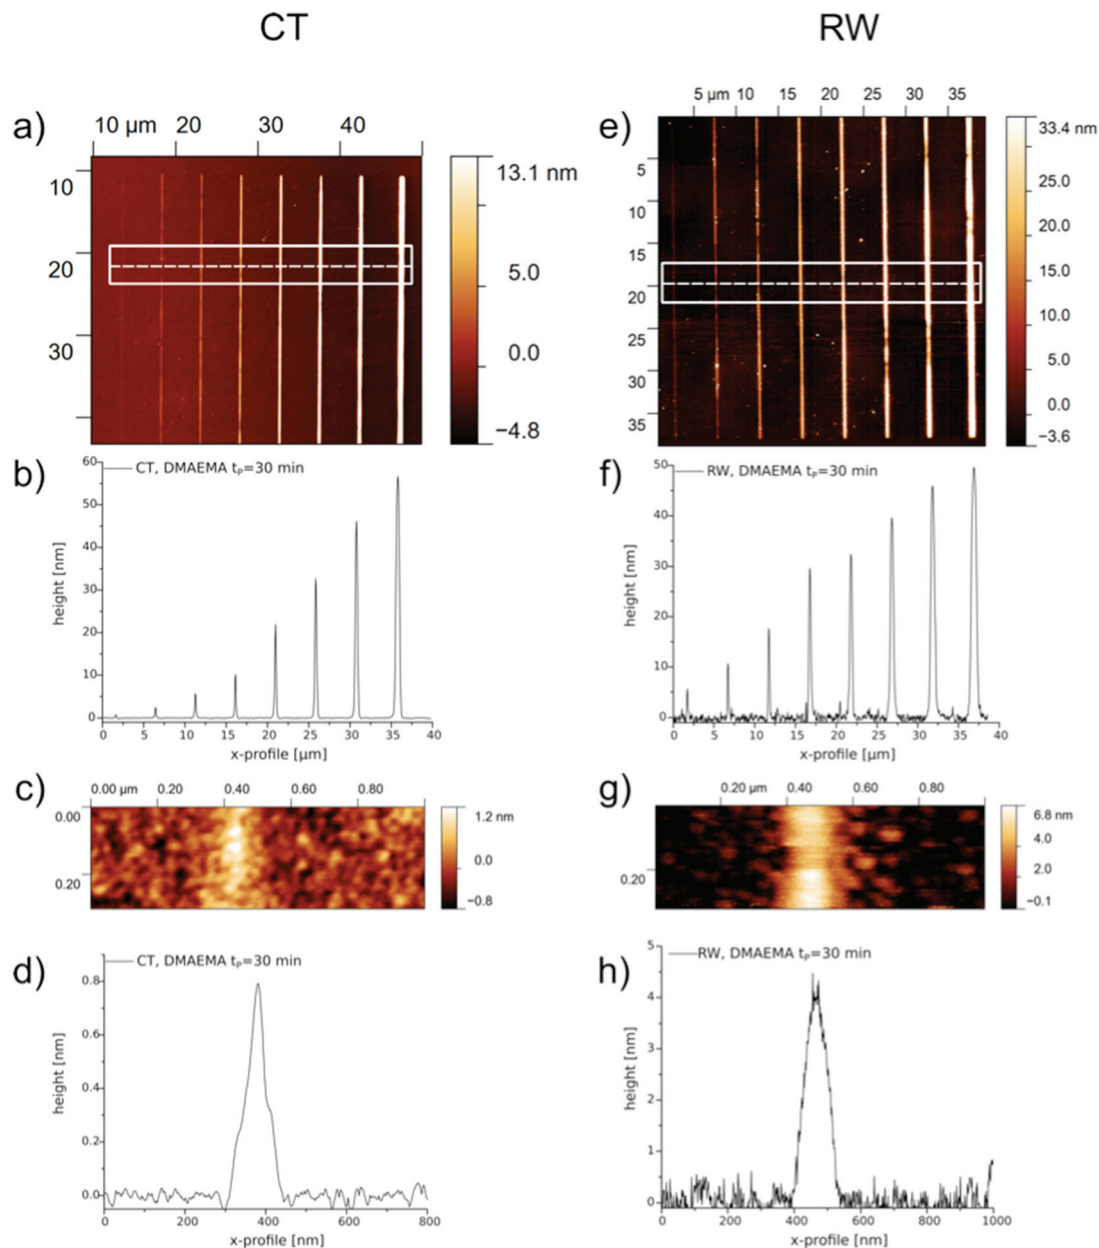 CT
RW
a)
10 μm 20 30 40
10
20
30
13.1 nm
5.0
0.0
−4.8
e)
5 μm 10 15 20 25 30 35
5
10
15
20
25
30
35
33.4 nm
25.0
20.0
15.0
10.0
5.0
0.0
−3.6
b)
CT, DMAEMA tP=30 min
height [nm]
60
50
40
30
20
10
0
0 5 10 15 20 25 30 35 40
x-profile [μm]
f)
RW, DMAEMA tP=30 min
height [nm]
50
40
30
20
10
0
0 5 10 15 20 25 30 35 40
x-profile [μm]
c)
0.00 μm 0.20 0.40 0.60 0.80
0.00
0.20
1.2 nm
0.0
−0.8
g)
0.20 μm 0.40 0.60 0.80
0.20
6.8 nm
4.0
2.0
−0.1
d)
CT, DMAEMA tP=30 min
height [nm]
0.8
0.6
0.4
0.2
0.0
0 200 400 600 800
x-profile [nm]
h)
RW, DMAEMA tP=30 min
height [nm]
5
4
3
2
1
0
0 200 400 600 800 1000
x-profile [nm]